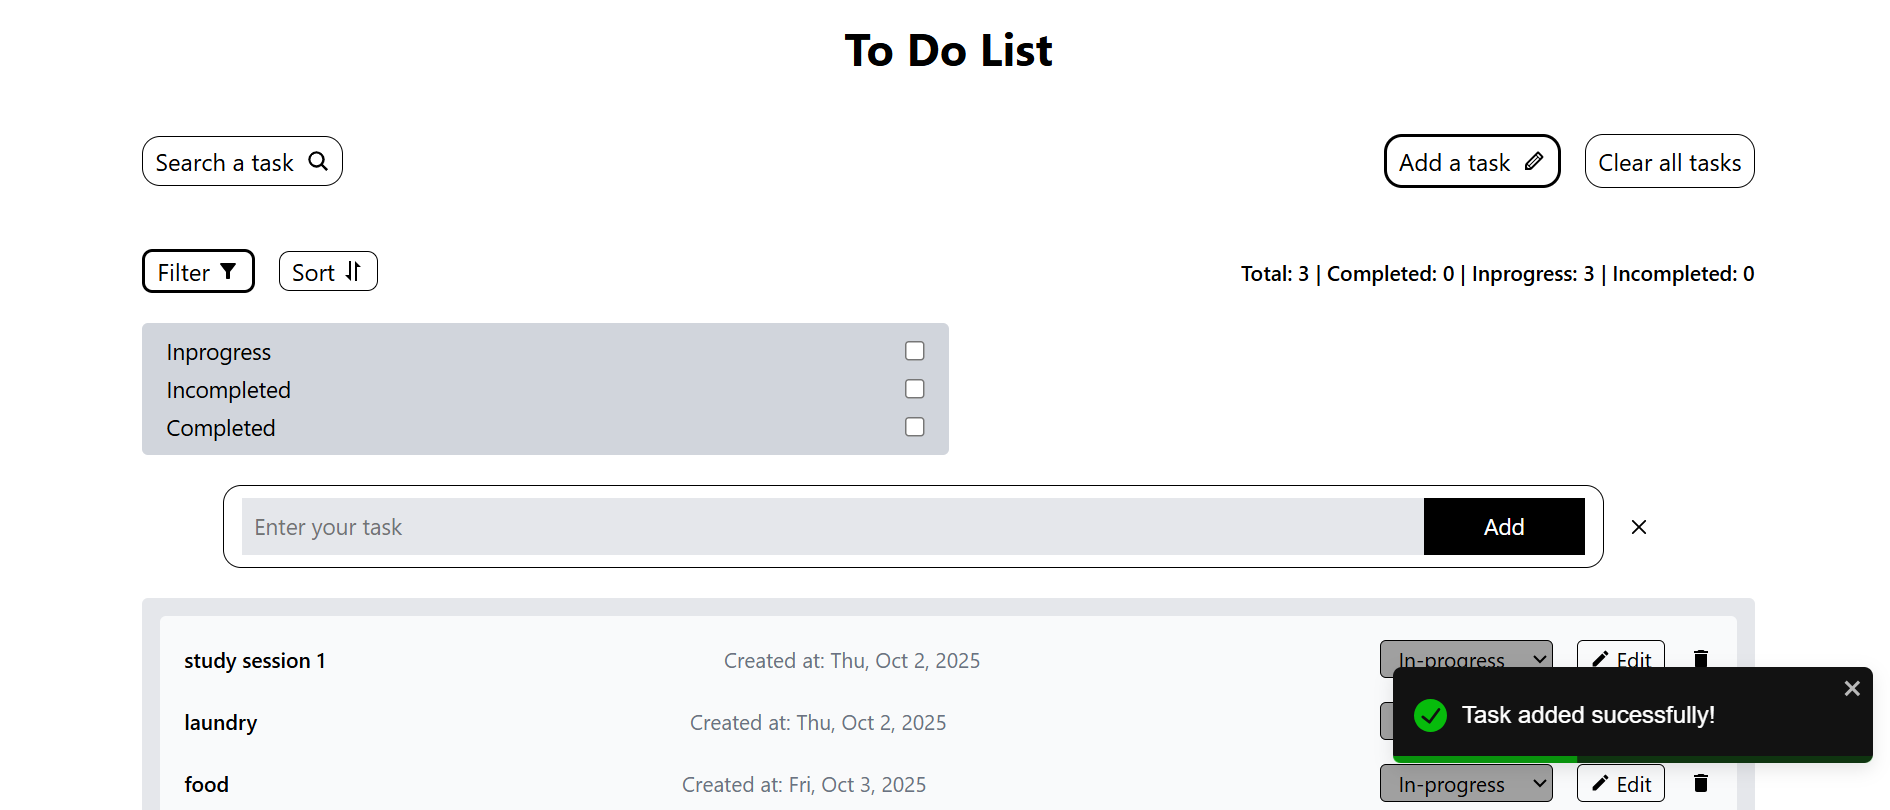 To Do List
Search a task
Add a task
Clear all tasks
Filter
Sort
Total: 3 | Completed: 0 | Inprogress: 3 | Incompleted: 0
Inprogress
Incompleted
Completed
Enter your task
Add
study session 1
Created at: Thu, Oct 2, 2025
In-progress
Edit
laundry
Created at: Thu, Oct 2, 2025
Task added sucessfully!
food
Created at: Fri, Oct 3, 2025
In-progress
Edit